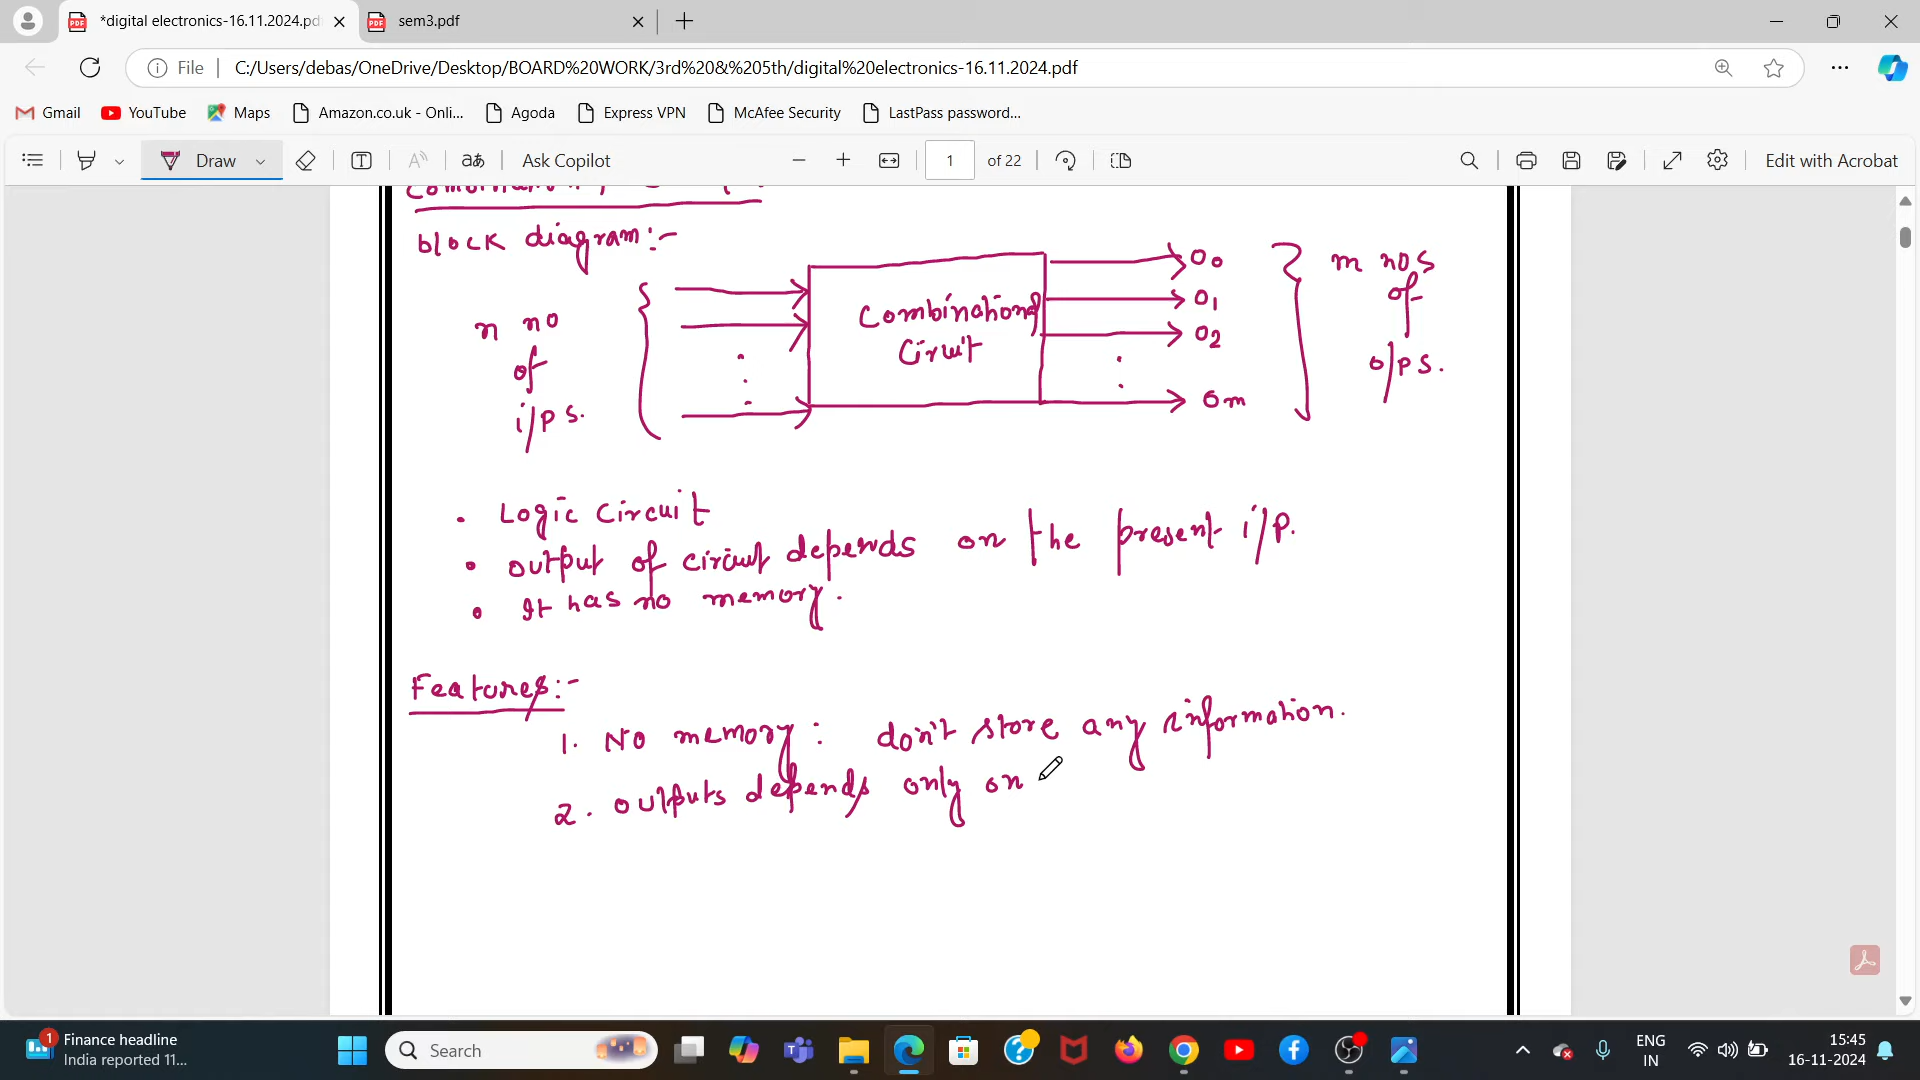 *digital electronics-16.11.2024.pd
sem3.pdf
File
C:/Users/debas/OneDrive/Desktop/BOARD%20WORK/3rd%20&%205th/digital%20electronics-16.11.2024.pdf
Gmail
YouTube
Maps
Amazon.co.uk - Onli...
Agoda
Express VPN
McAfee Security
LastPass password...
Draw
Ask Copilot
1 of 22
Edit with Acrobat
block diagram:-
n no
of
i/ps.
Combinational
Circuit
O0
O1
O2
Om
m nos
of
o/ps.
• Logic circuit
• output of circuit depends on the present i/p.
• It has no memory.
Features:-
1. No memory : don't store any information.
2. outputs depends only on
1
Finance headline
India reported 11...
Search
ENG
IN
15:45
16-11-2024